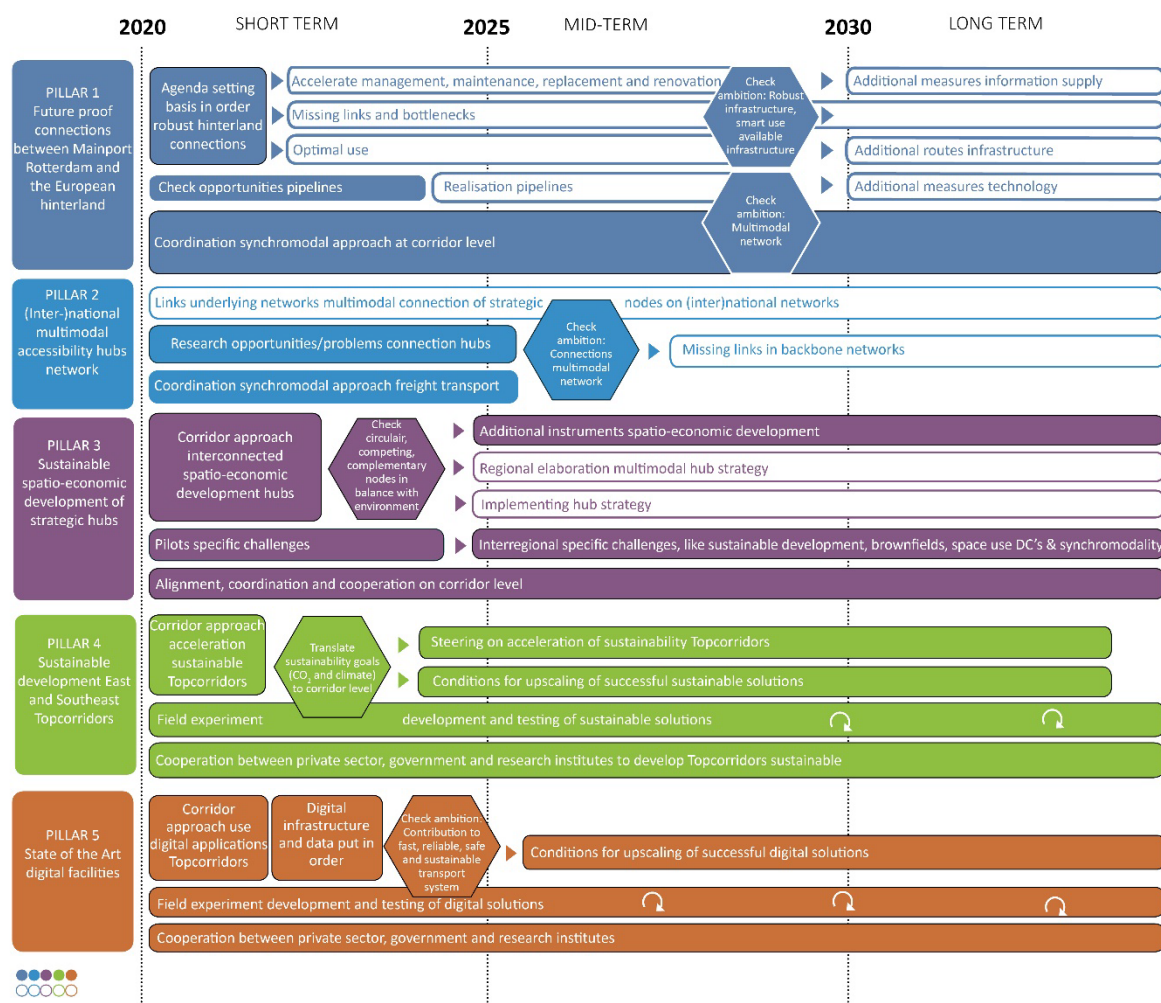 2020 SHORT TERM 2025 MID-TERM 2030 LONG TERM
PILLAR 1
Future proof
connections
between Mainport
Rotterdam and
the European
hinterland
Agenda setting
basis in order
robust hinterland
connections
Accelerate management, maintenance, replacement and renovation
Missing links and bottlenecks
Optimal use
Check
ambition: Robust
infrastructure,
smart use
available
infrastructure
Additional measures information supply
Additional routes infrastructure
Check opportunities pipelines
Realisation pipelines
Check
ambition:
Multimodal
network
Additional measures technology
Coordination synchromodal approach at corridor level
PILLAR 2
(Inter-)national
multimodal
accessibility hubs
network
Links underlying networks multimodal connection of strategic nodes on (inter)national networks
Research opportunities/problems connection hubs
Check
ambition:
Connections
multimodal
network
Missing links in backbone networks
Coordination synchromodal approach freight transport
PILLAR 3
Sustainable
spatio-economic
development of
strategic hubs
Corridor approach
interconnected
spatio-economic
development hubs
Check
circulair,
competing,
complementary
nodes in
balance with
environment
Additional instruments spatio-economic development
Regional elaboration multimodal hub strategy
Implementing hub strategy
Pilots specific challenges
Interregional specific challenges, like sustainable development, brownfields, space use DC's & synchromodality
Alignment, coordination and cooperation on corridor level
PILLAR 4
Sustainable
development East
and Southeast
Topcorridors
Corridor approach
acceleration
sustainable
Topcorridors
Translate
sustainability goals
(CO₂ and climate)
to corridor level
Steering on acceleration of sustainability Topcorridors
Conditions for upscaling of successful sustainable solutions
Field experiment development and testing of sustainable solutions
Cooperation between private sector, government and research institutes to develop Topcorridors sustainable
PILLAR 5
State of the Art
digital facilities
Corridor
approach use
digital applications
Topcorridors
Digital
infrastructure
and data put in
order
Check ambition:
Contribution to
fast, reliable, safe
and sustainable
transport
system
Conditions for upscaling of successful digital solutions
Field experiment development and testing of digital solutions
Cooperation between private sector, government and research institutes